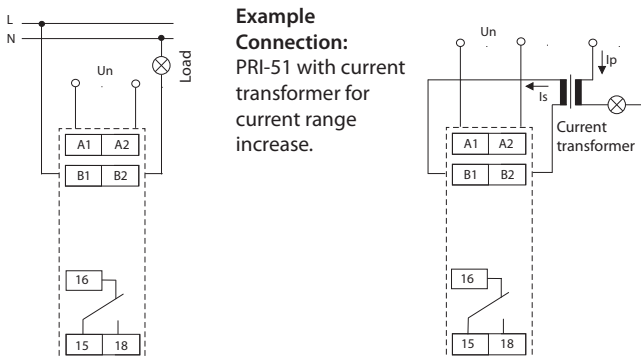 L
N
Un
Load
A1 A2
B1 B2
16
15 18
Example
Connection:
PRI-51 with current
transformer for
current range
increase.
Un
Ip
Is
Current
transformer
A1 A2
B1 B2
16
15 18